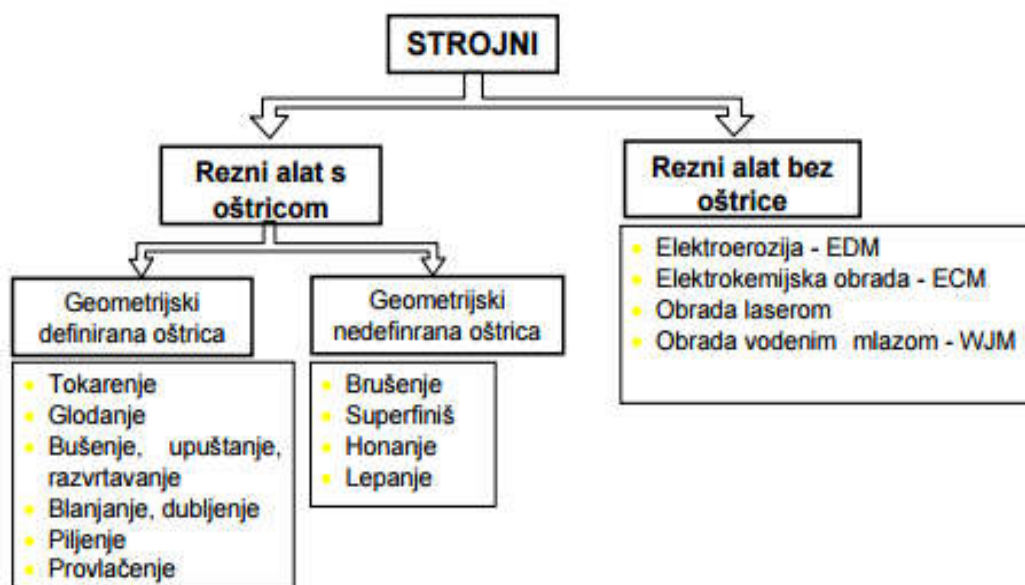 STROJNI
Rezni alat s
oštricom
Rezni alat bez
oštrice
Geometrijski
definirana oštrica
Geometrijski
nedefinrana oštrica
Elektroerozija - EDM
Elektrokemijska obrada - ECM
Obrada laserom
Obrada vodenim mlazom - WJM
Tokarenje
Glodanje
Bušenje, upuštanje,
razvrtavanje
Blanjanje, dubljenje
Piljenje
Provlačenje
Brušenje
Superfiniš
Honanje
Lepanje